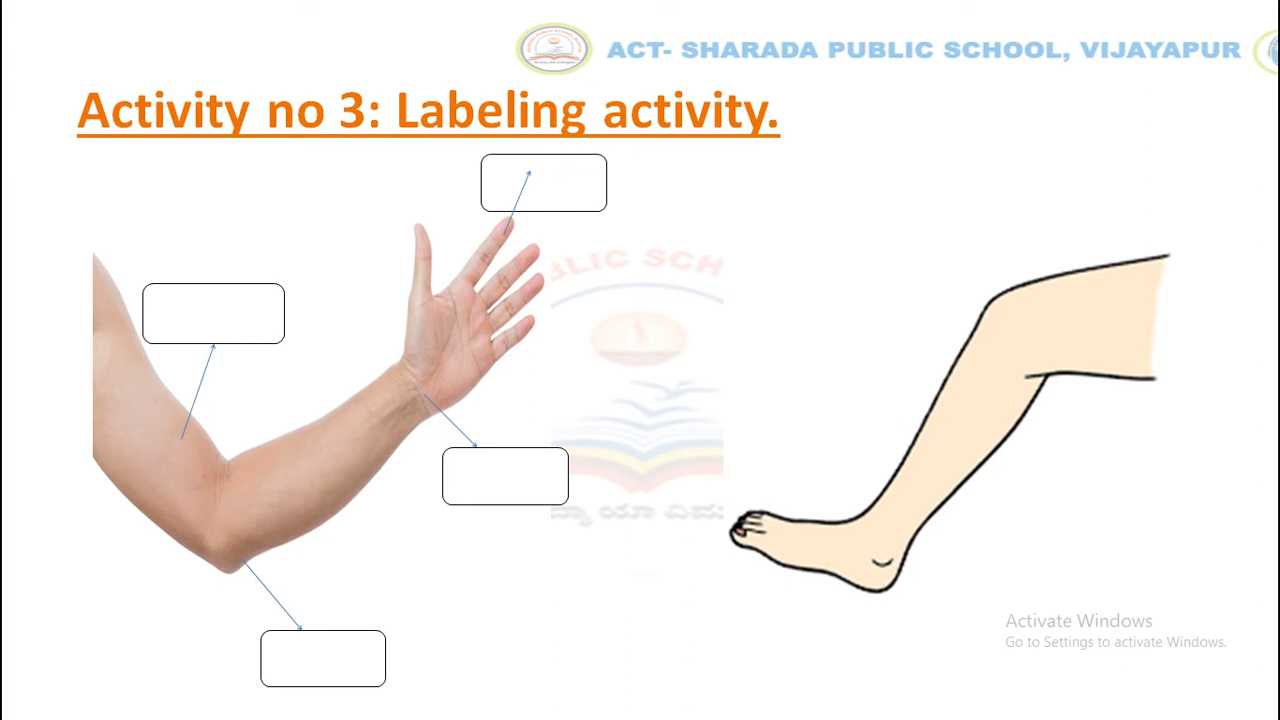 ACT- SHARADA PUBLIC SCHOOL, VIJAYAPUR
Activity no 3: Labeling activity.
Activate Windows
Go to Settings to activate Windows.